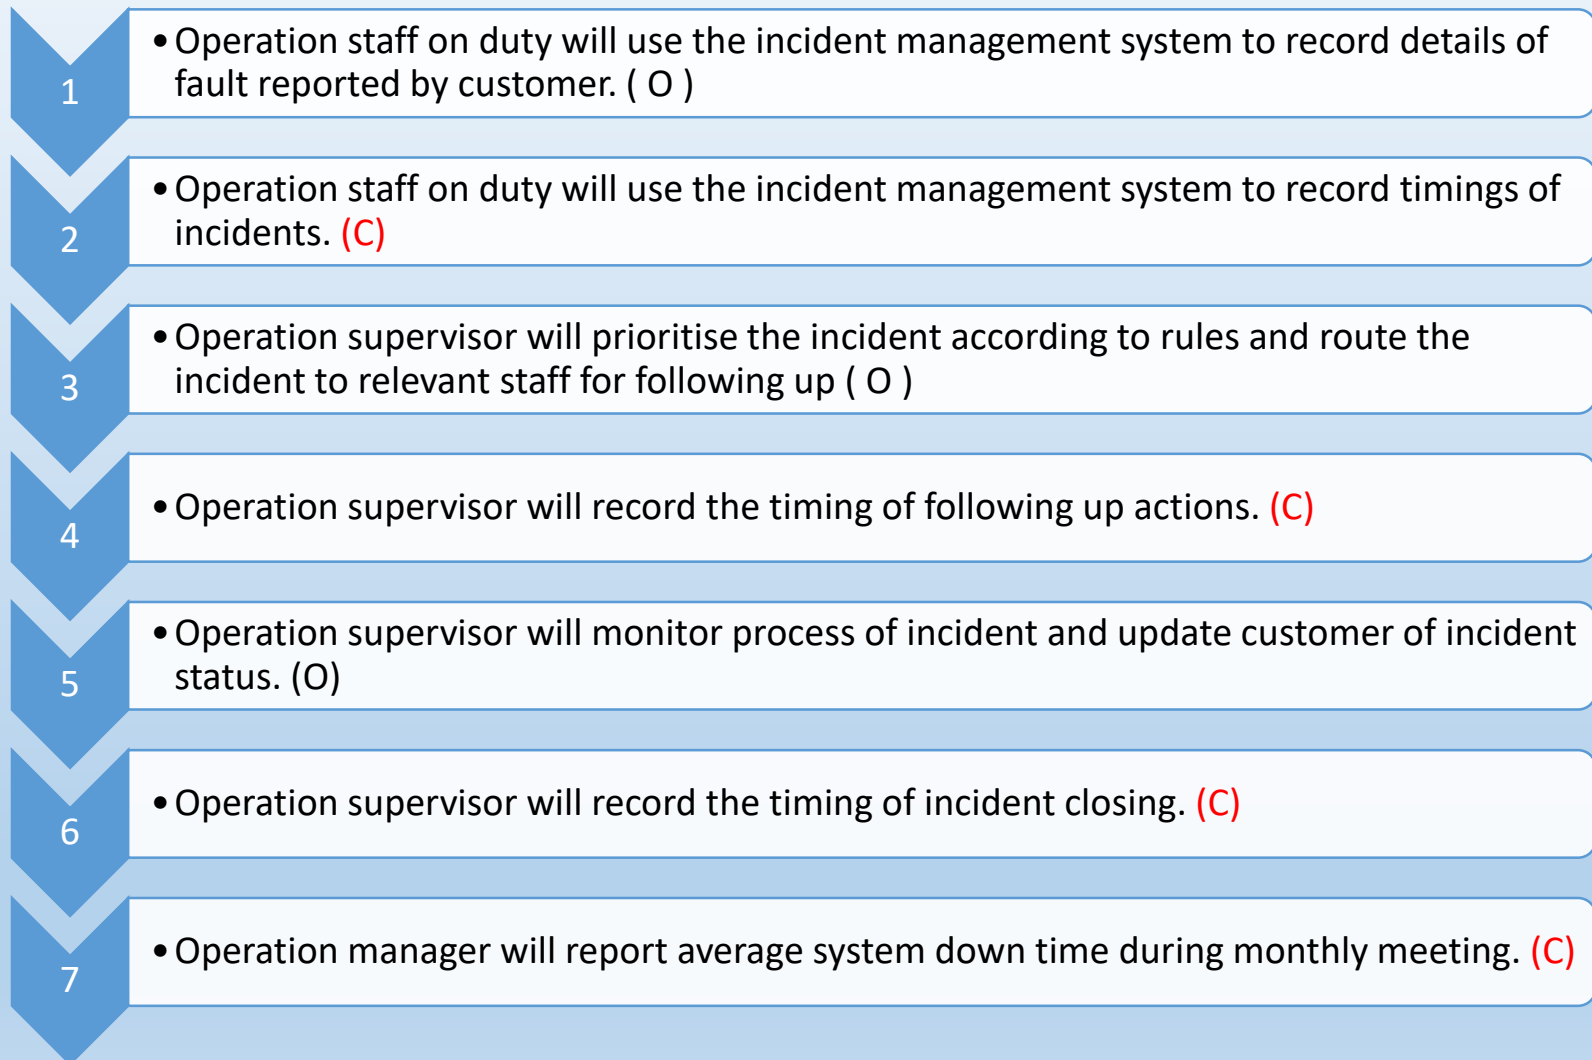 1
•Operation staff on duty will use the incident management system to record details of
fault reported by customer. ( O )
2
•Operation staff on duty will use the incident management system to record timings of
incidents. (C)
3
•Operation supervisor will prioritise the incident according to rules and route the
incident to relevant staff for following up ( O )
4
•Operation supervisor will record the timing of following up actions. (C)
5
•Operation supervisor will monitor process of incident and update customer of incident
status. (O)
6
•Operation supervisor will record the timing of incident closing. (C)
7
•Operation manager will report average system down time during monthly meeting. (C)